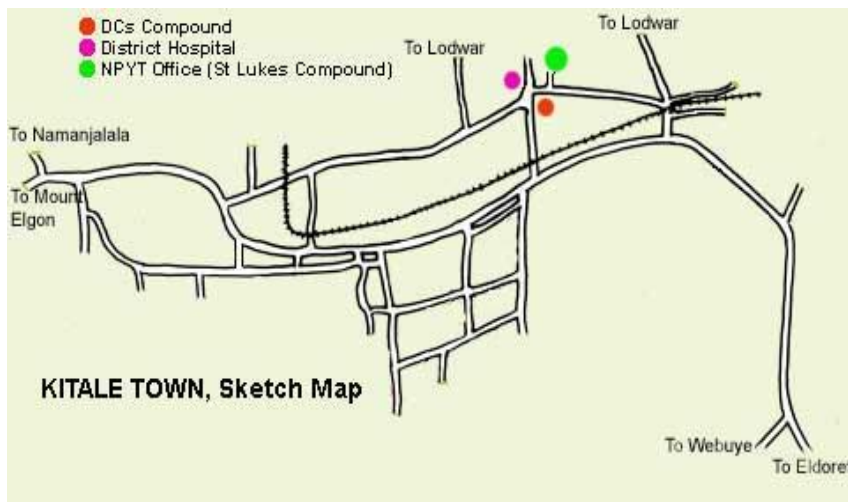 DCs Compound
District Hospital
NPYT Office (St Lukes Compound)
To Lodwar
To Lodwar
To Namanjalala
To Mount
Elgon
KITALE TOWN, Sketch Map
To Webuye
To Eldoret